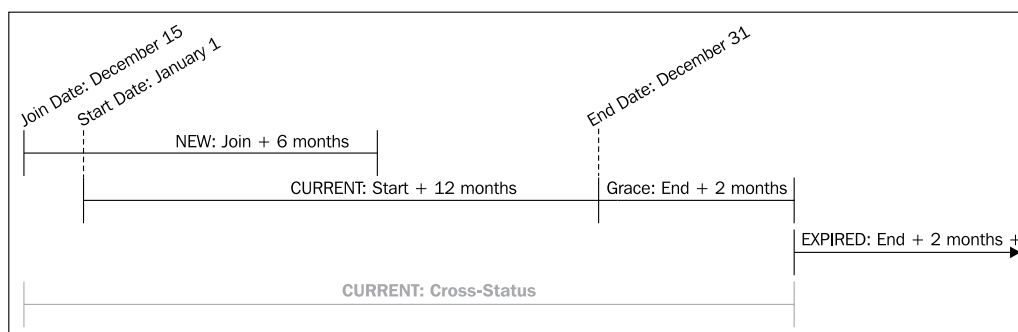 Join Date: December 15
Start Date: January 1
End Date: December 31
NEW: Join + 6 months
CURRENT: Start + 12 months
Grace: End + 2 months
EXPIRED: End + 2 months +
CURRENT: Cross-Status